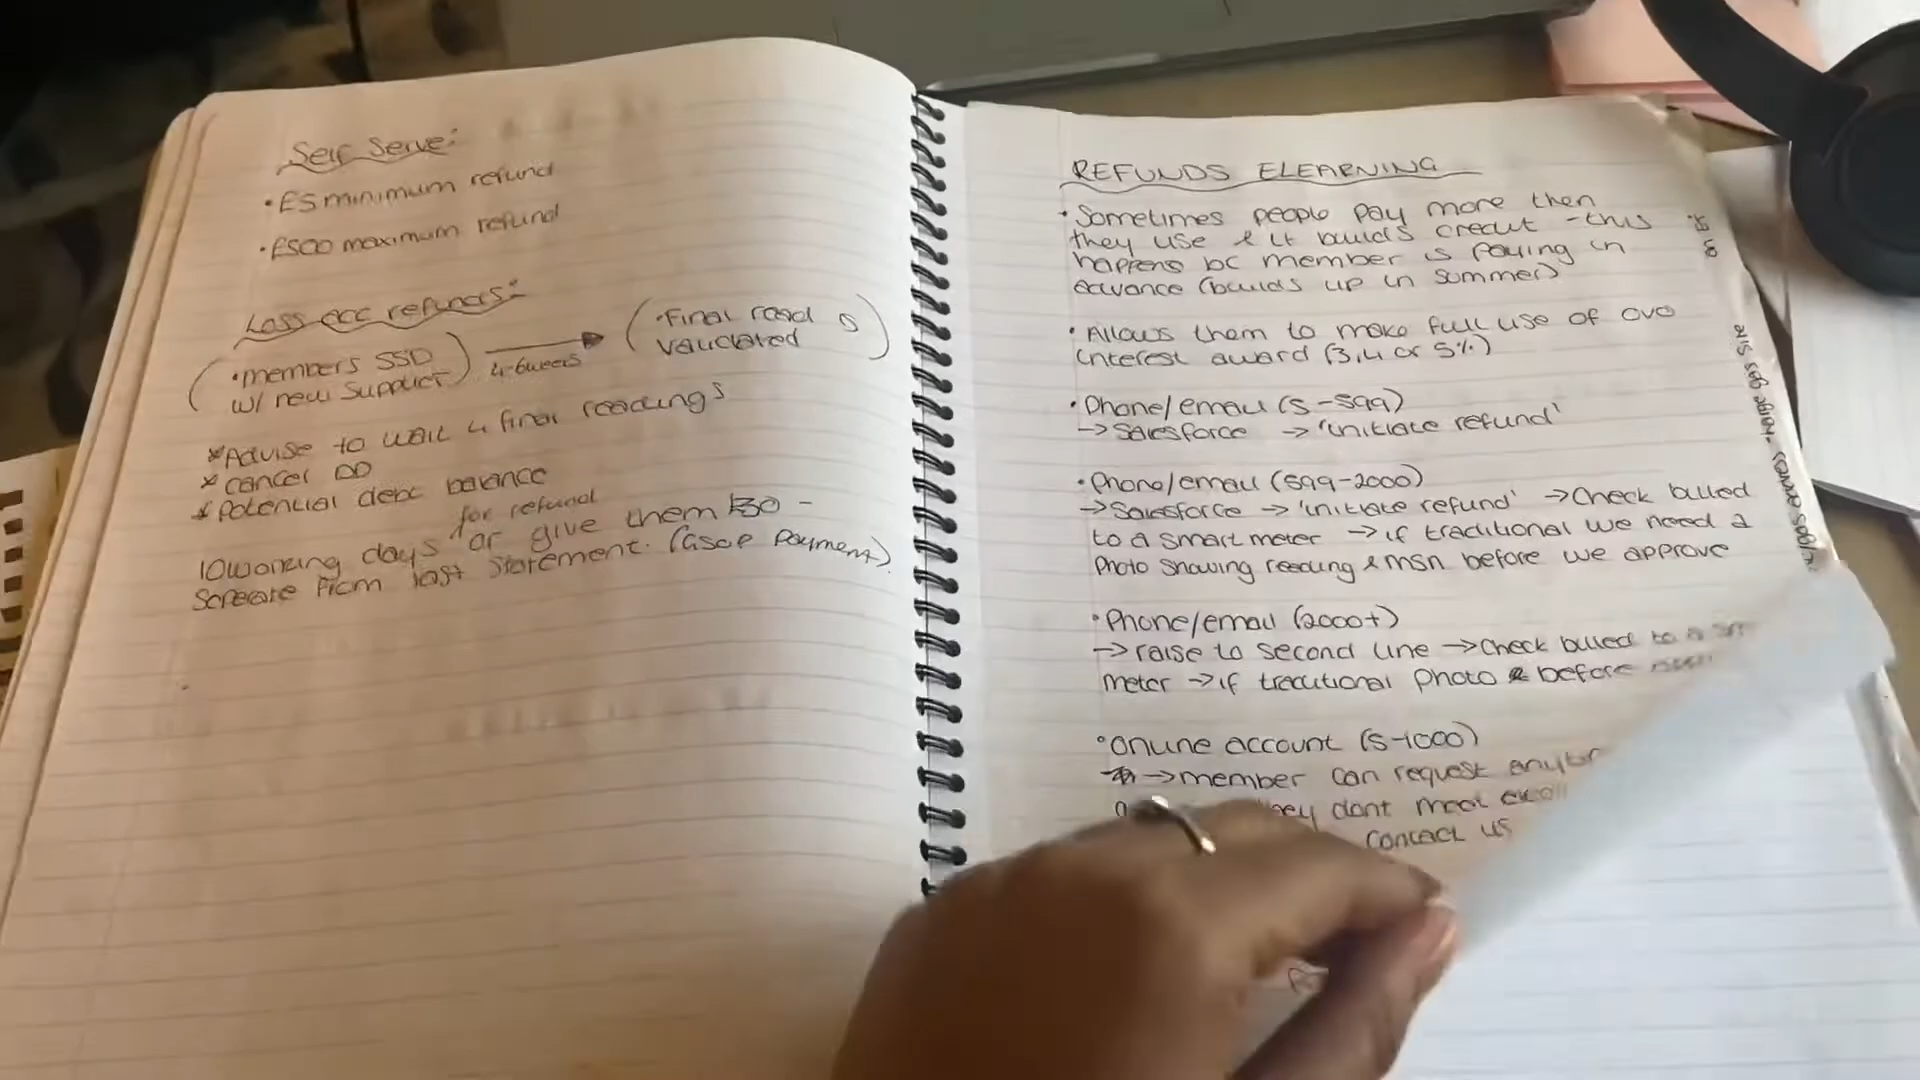 Self Serve:
• £5 minimum refund
• £500 maximum refund
Loss acc refunds:
• members SSD
w/ new supplier
4-6weeks
• Final read
validated
* Advise to wait 4 final readings
* cancel DD
* Potential debt balance
for refund
10working days or give them £30 -
Screate from last statement. (GSOP payment)
REFUNDS ELEARNING
• Sometimes people pay more then
they use & it builds credit - this
happens bc member is paying in
advance (builds up in summer)
• Allows them to make full use of ovo
interest award (3,4 or 5%)
• Phone/email (5-599)
→ Salesforce → 'initiate refund'
• Phone/email (599-2000)
→ Salesforce → 'initiate refund' → Check billed
to a smart meter → if traditional we need a
Photo showing reading & msn before we approve
• Phone/email (2000+)
→ raise to second line → Check billed to a
meter → if traditional photo & before
• Online account (5-1000)
→ member can request
they dont meet
contact us